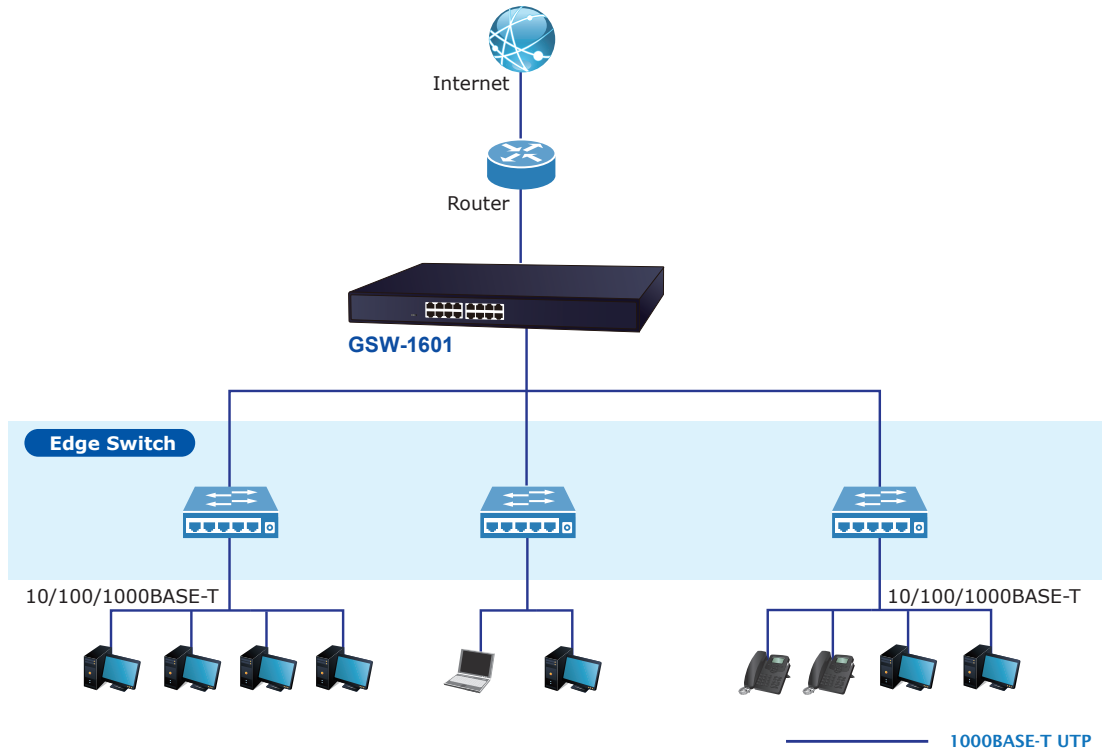 Internet
Router
GSW-1601
Edge Switch
10/100/1000BASE-T
10/100/1000BASE-T
1000BASE-T UTP